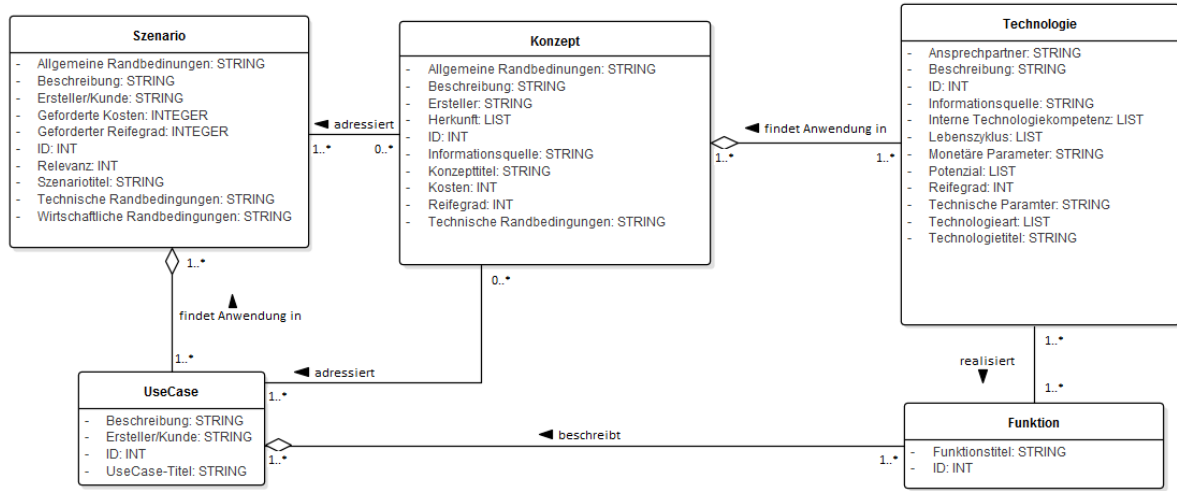 Szenario
- Allgemeine Randbedinungen: STRING
- Beschreibung: STRING
- Ersteller/Kunde: STRING
- Geforderte Kosten: INTEGER
- Geforderter Reifegrad: INTEGER
- ID: INT
- Relevanz: INT
- Szenariotitel: STRING
- Technische Randbedingungen: STRING
- Wirtschaftliche Randbedingungen: STRING
adressiert
1..*
0..*
Konzept
- Allgemeine Randbedinungen: STRING
- Beschreibung: STRING
- Ersteller: STRING
- Herkunft: LIST
- ID: INT
- Informationsquelle: STRING
- Konzepttitel: STRING
- Kosten: INT
- Reifegrad: INT
- Technische Randbedingungen: STRING
findet Anwendung in
1..*
1..*
Technologie
- Ansprechpartner: STRING
- Beschreibung: STRING
- ID: INT
- Informationsquelle: STRING
- Interne Technologiekompetenz: LIST
- Lebenszyklus: LIST
- Monetäre Parameter: STRING
- Potenzial: LIST
- Reifegrad: INT
- Technische Paramter: STRING
- Technologieart: LIST
- Technologietitel: STRING
1..*
findet Anwendung in
1..*
0..*
adressiert
1..*
1..*
realisiert
1..*
UseCase
- Beschreibung: STRING
- Ersteller/Kunde: STRING
- ID: INT
- UseCase-Titel: STRING
1..*
beschreibt
1..*
Funktion
- Funktionstitel: STRING
- ID: INT